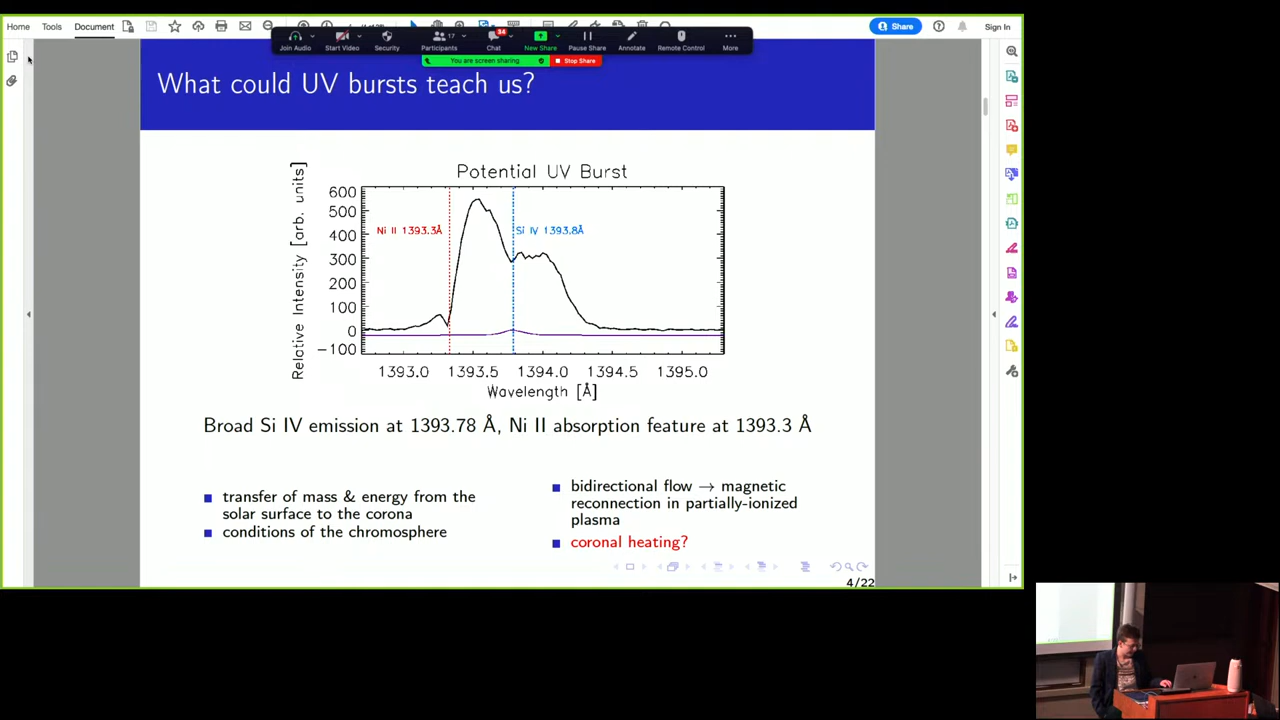 Home
Tools
Document
Share
Sign In
Join Audio
Start Video
Security
17
Participants
34
Chat
New Share
Pause Share
Annotate
Remote Control
More
You are screen sharing
Stop Share
What could UV bursts teach us?
Potential UV Burst
Relative Intensity [arb. units]
600
500
400
300
200
100
0
−100
Ni II 1393.3Å
Si IV 1393.8Å
1393.0 1393.5 1394.0 1394.5 1395.0
Wavelength [Å]
Broad Si IV emission at 1393.78 Å, Ni II absorption feature at 1393.3 Å
transfer of mass & energy from the
solar surface to the corona
conditions of the chromosphere
bidirectional flow → magnetic
reconnection in partially-ionized
plasma
coronal heating?
4/22